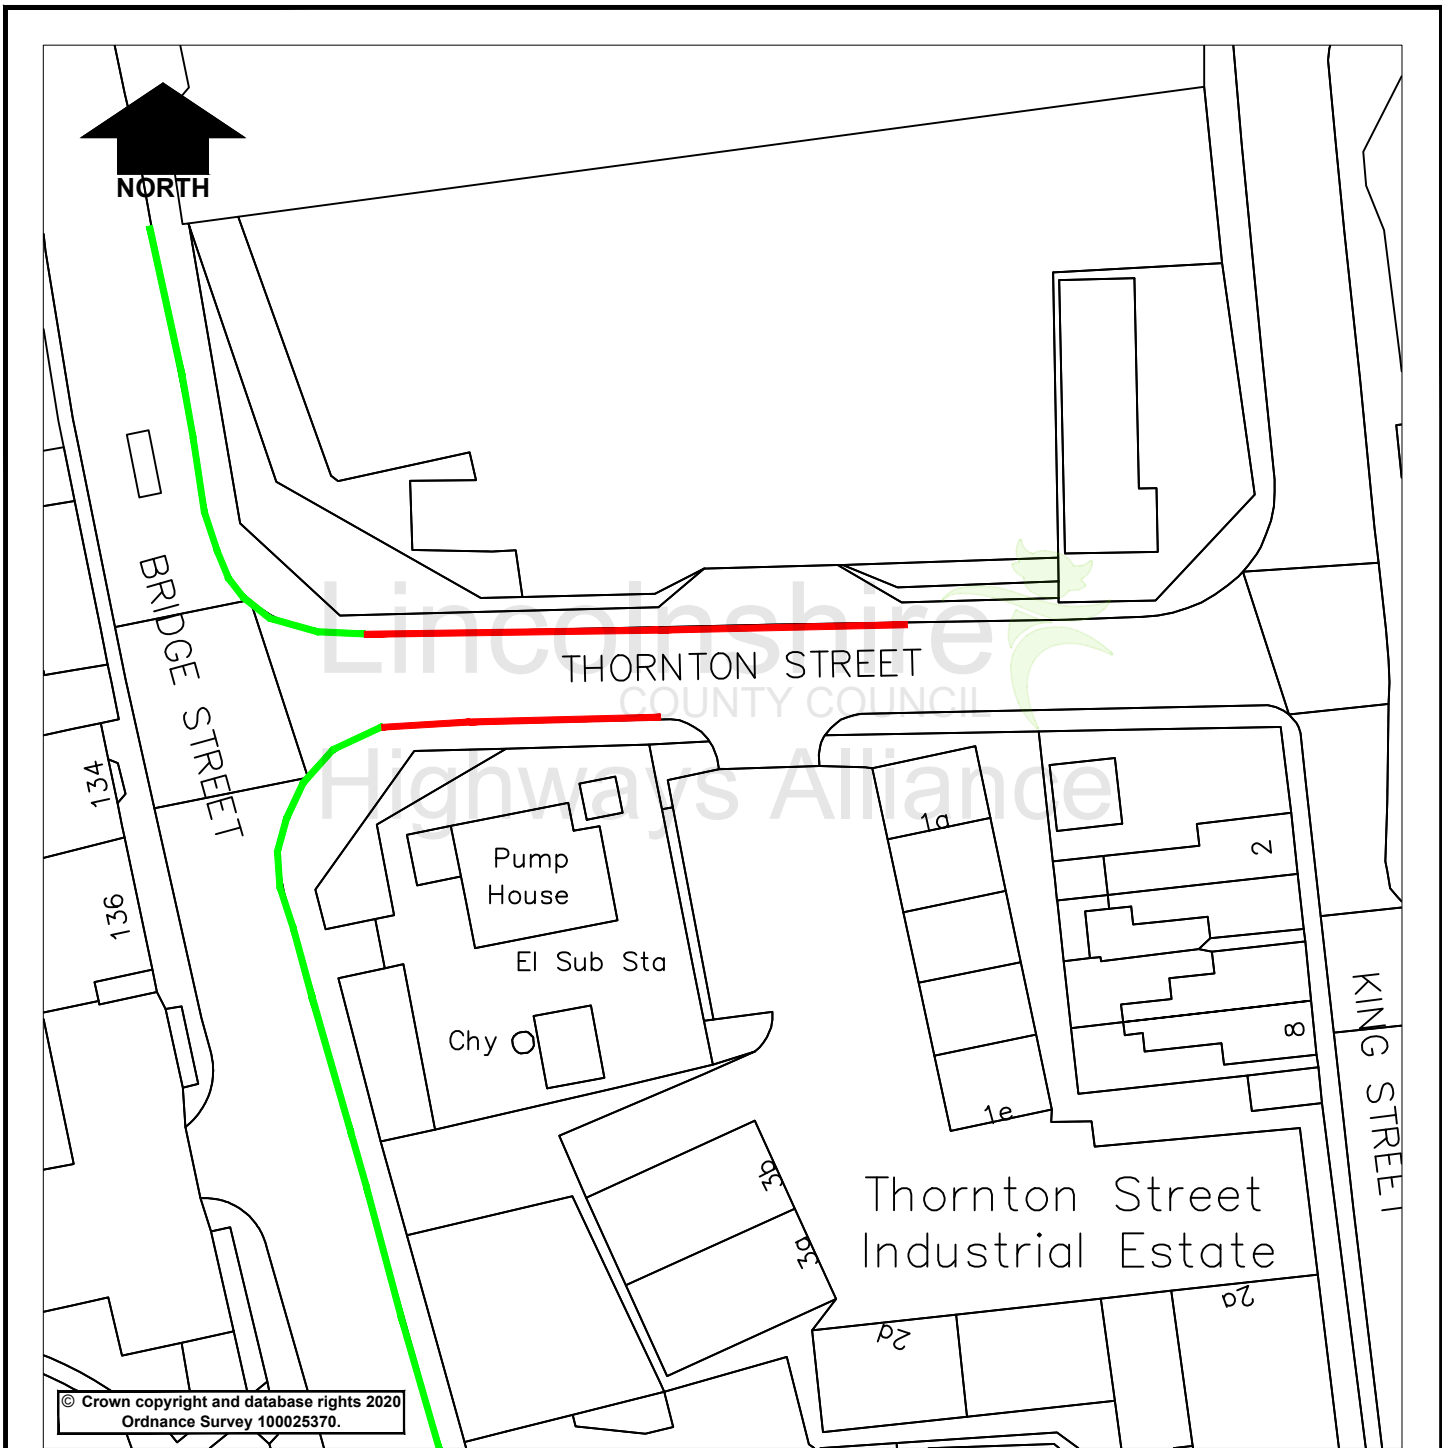 NORTH
BRIDGE STREET
Lincolnshire
THORNTON STREET
COUNTY COUNCIL
Highways Alliance
134
136
1a
2
Pump
House
El Sub Sta
Chy
8
KING STREET
1e
3b
3a
Thornton Street
Industrial Estate
2a
2d
© Crown copyright and database rights 2020
Ordnance Survey 100025370.